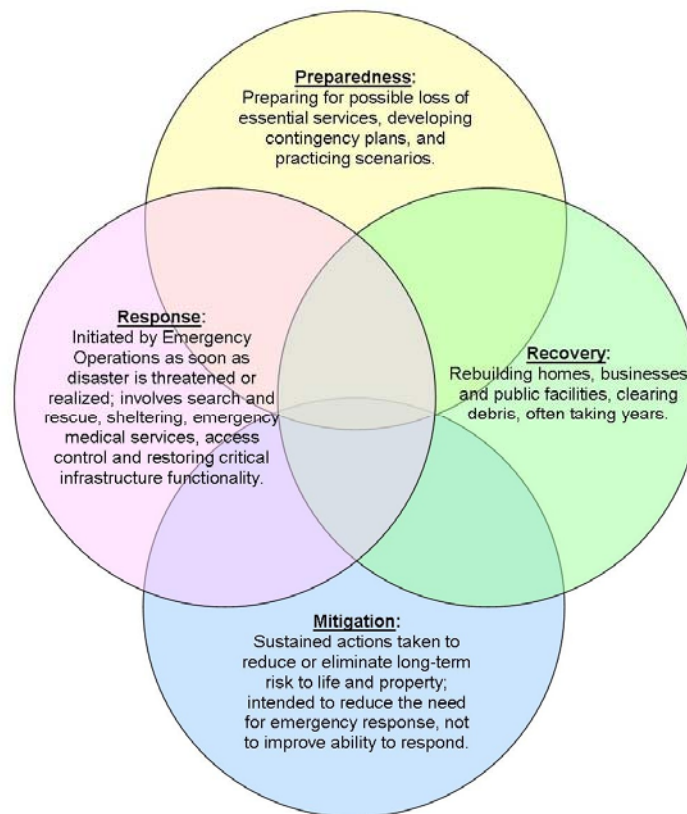 Preparedness:
Preparing for possible loss of
essential services, developing
contingency plans, and
practicing scenarios.
Response:
Initiated by Emergency
Operations as soon as
disaster is threatened or
realized; involves search and
rescue, sheltering, emergency
medical services, access
control and restoring critical
infrastructure functionality.
Recovery:
Rebuilding homes, businesses
and public facilities, clearing
debris, often taking years.
Mitigation:
Sustained actions taken to
reduce or eliminate long-term
risk to life and property;
intended to reduce the need
for emergency response, not
to improve ability to respond.